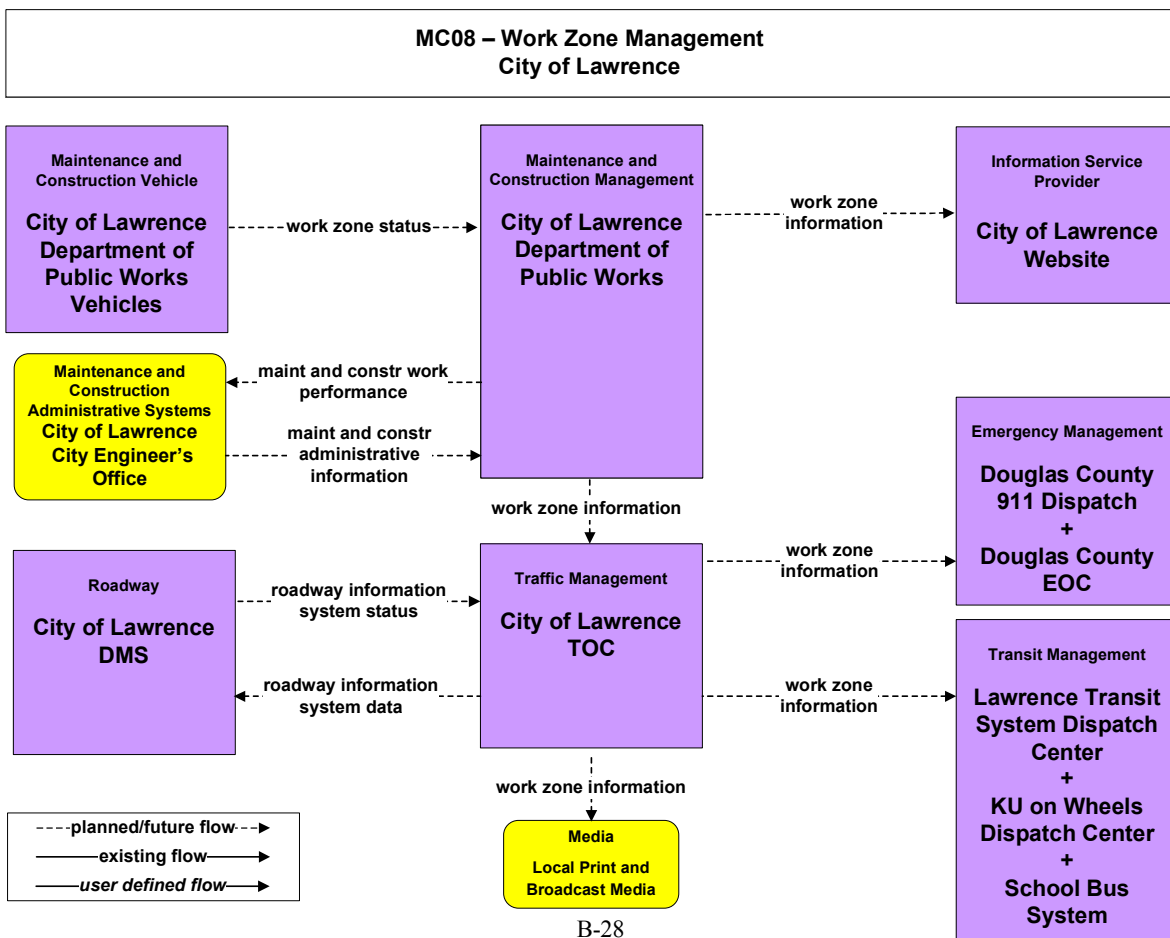 MC08 – Work Zone Management
City of Lawrence
Maintenance and
Construction Vehicle
City of Lawrence
Department of
Public Works
Vehicles
work zone status
Maintenance and
Construction Management
City of Lawrence
Department of
Public Works
work zone
information
Information Service
Provider
City of Lawrence
Website
Maintenance and
Construction
Administrative Systems
City of Lawrence
City Engineer's
Office
maint and constr work
performance
maint and constr
administrative
information
work zone information
Emergency Management
Douglas County
911 Dispatch
+
Douglas County
EOC
Roadway
City of Lawrence
DMS
roadway information
system status
roadway information
system data
Traffic Management
City of Lawrence
TOC
work zone
information
work zone
information
Transit Management
Lawrence Transit
System Dispatch
Center
+
KU on Wheels
Dispatch Center
+
School Bus
System
work zone information
Media
Local Print and
Broadcast Media
planned/future flow
existing flow
user defined flow
B-28